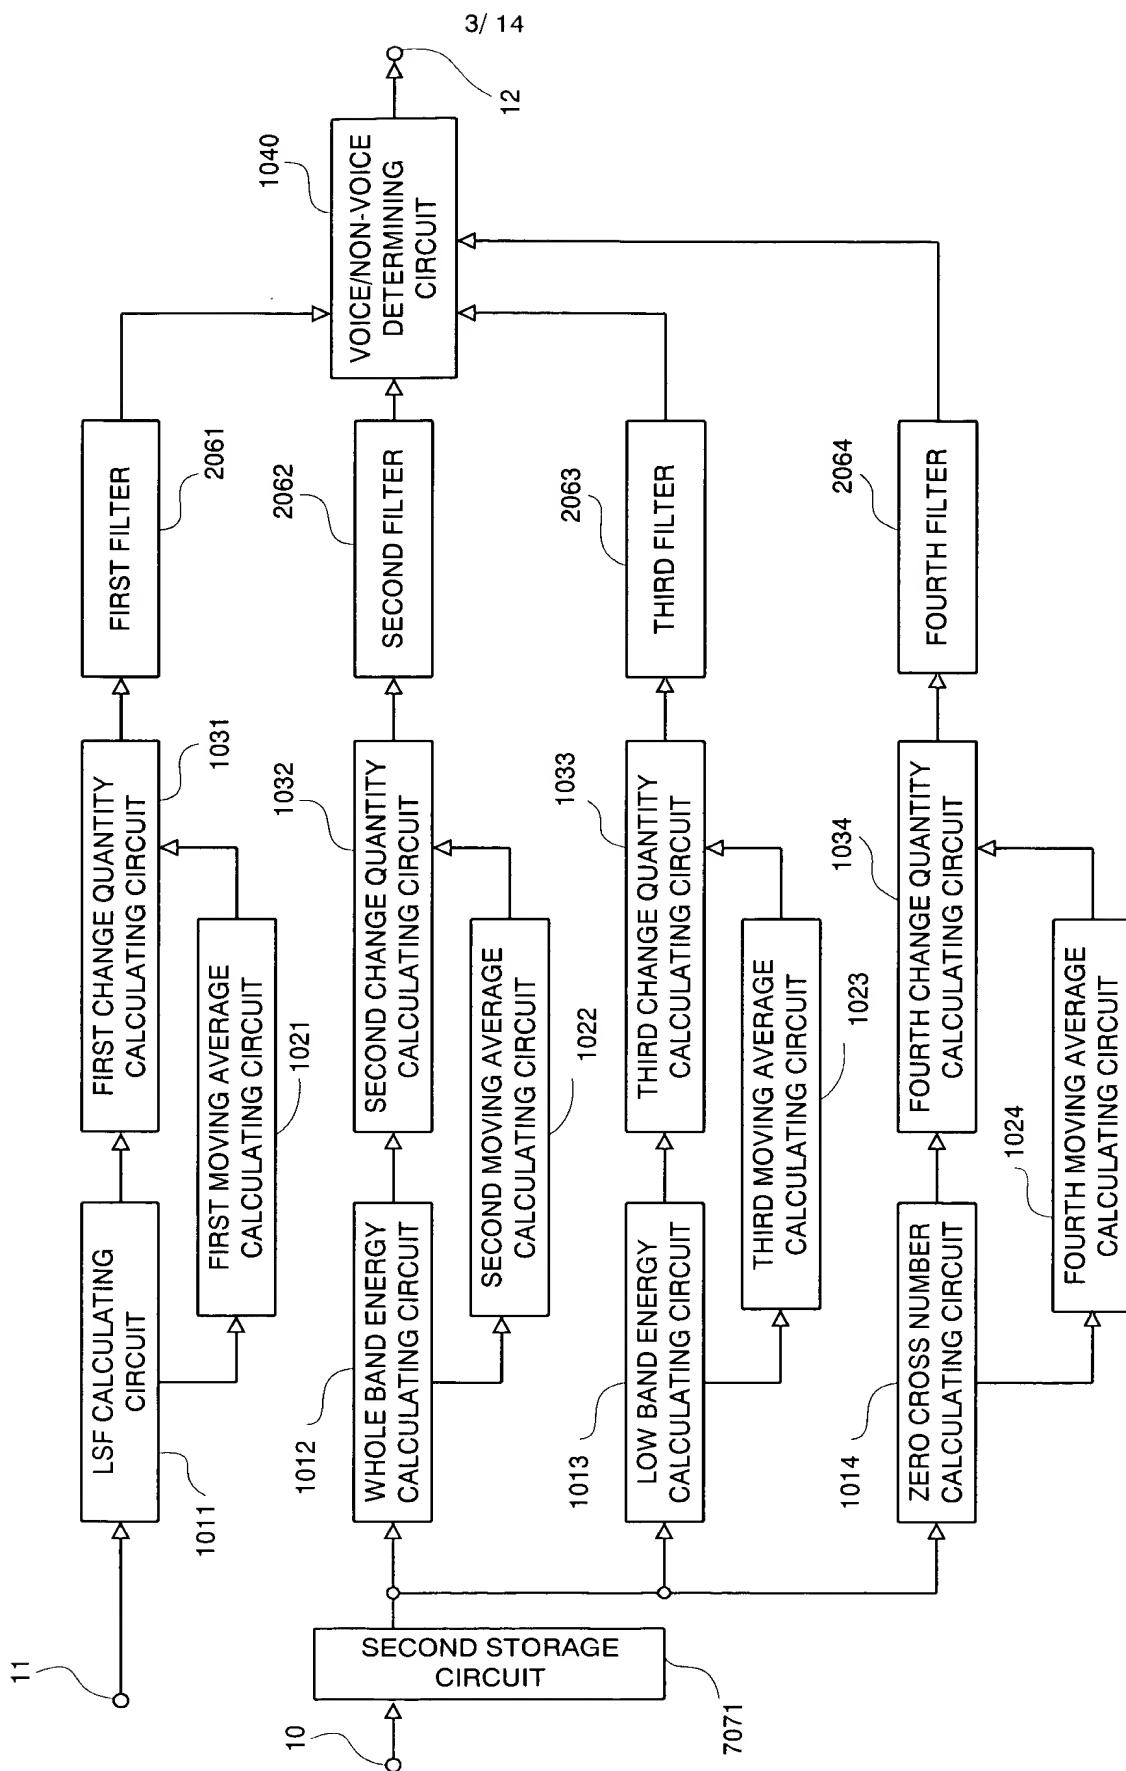 3/ 14
11
LSF CALCULATING
CIRCUIT
1011
FIRST CHANGE QUANTITY
CALCULATING CIRCUIT
1031
FIRST FILTER
2061
FIRST MOVING AVERAGE
CALCULATING CIRCUIT
1021
10
SECOND STORAGE
CIRCUIT
7071
1012
WHOLE BAND ENERGY
CALCULATING CIRCUIT
1032
SECOND CHANGE QUANTITY
CALCULATING CIRCUIT
2062
SECOND FILTER
1040
VOICE/NON-VOICE
DETERMINING
CIRCUIT
12
SECOND MOVING AVERAGE
CALCULATING CIRCUIT
1022
1013
LOW BAND ENERGY
CALCULATING CIRCUIT
1033
THIRD CHANGE QUANTITY
CALCULATING CIRCUIT
2063
THIRD FILTER
THIRD MOVING AVERAGE
CALCULATING CIRCUIT
1023
1014
ZERO CROSS NUMBER
CALCULATING CIRCUIT
1034
FOURTH CHANGE QUANTITY
CALCULATING CIRCUIT
2064
FOURTH FILTER
1024
FOURTH MOVING AVERAGE
CALCULATING CIRCUIT